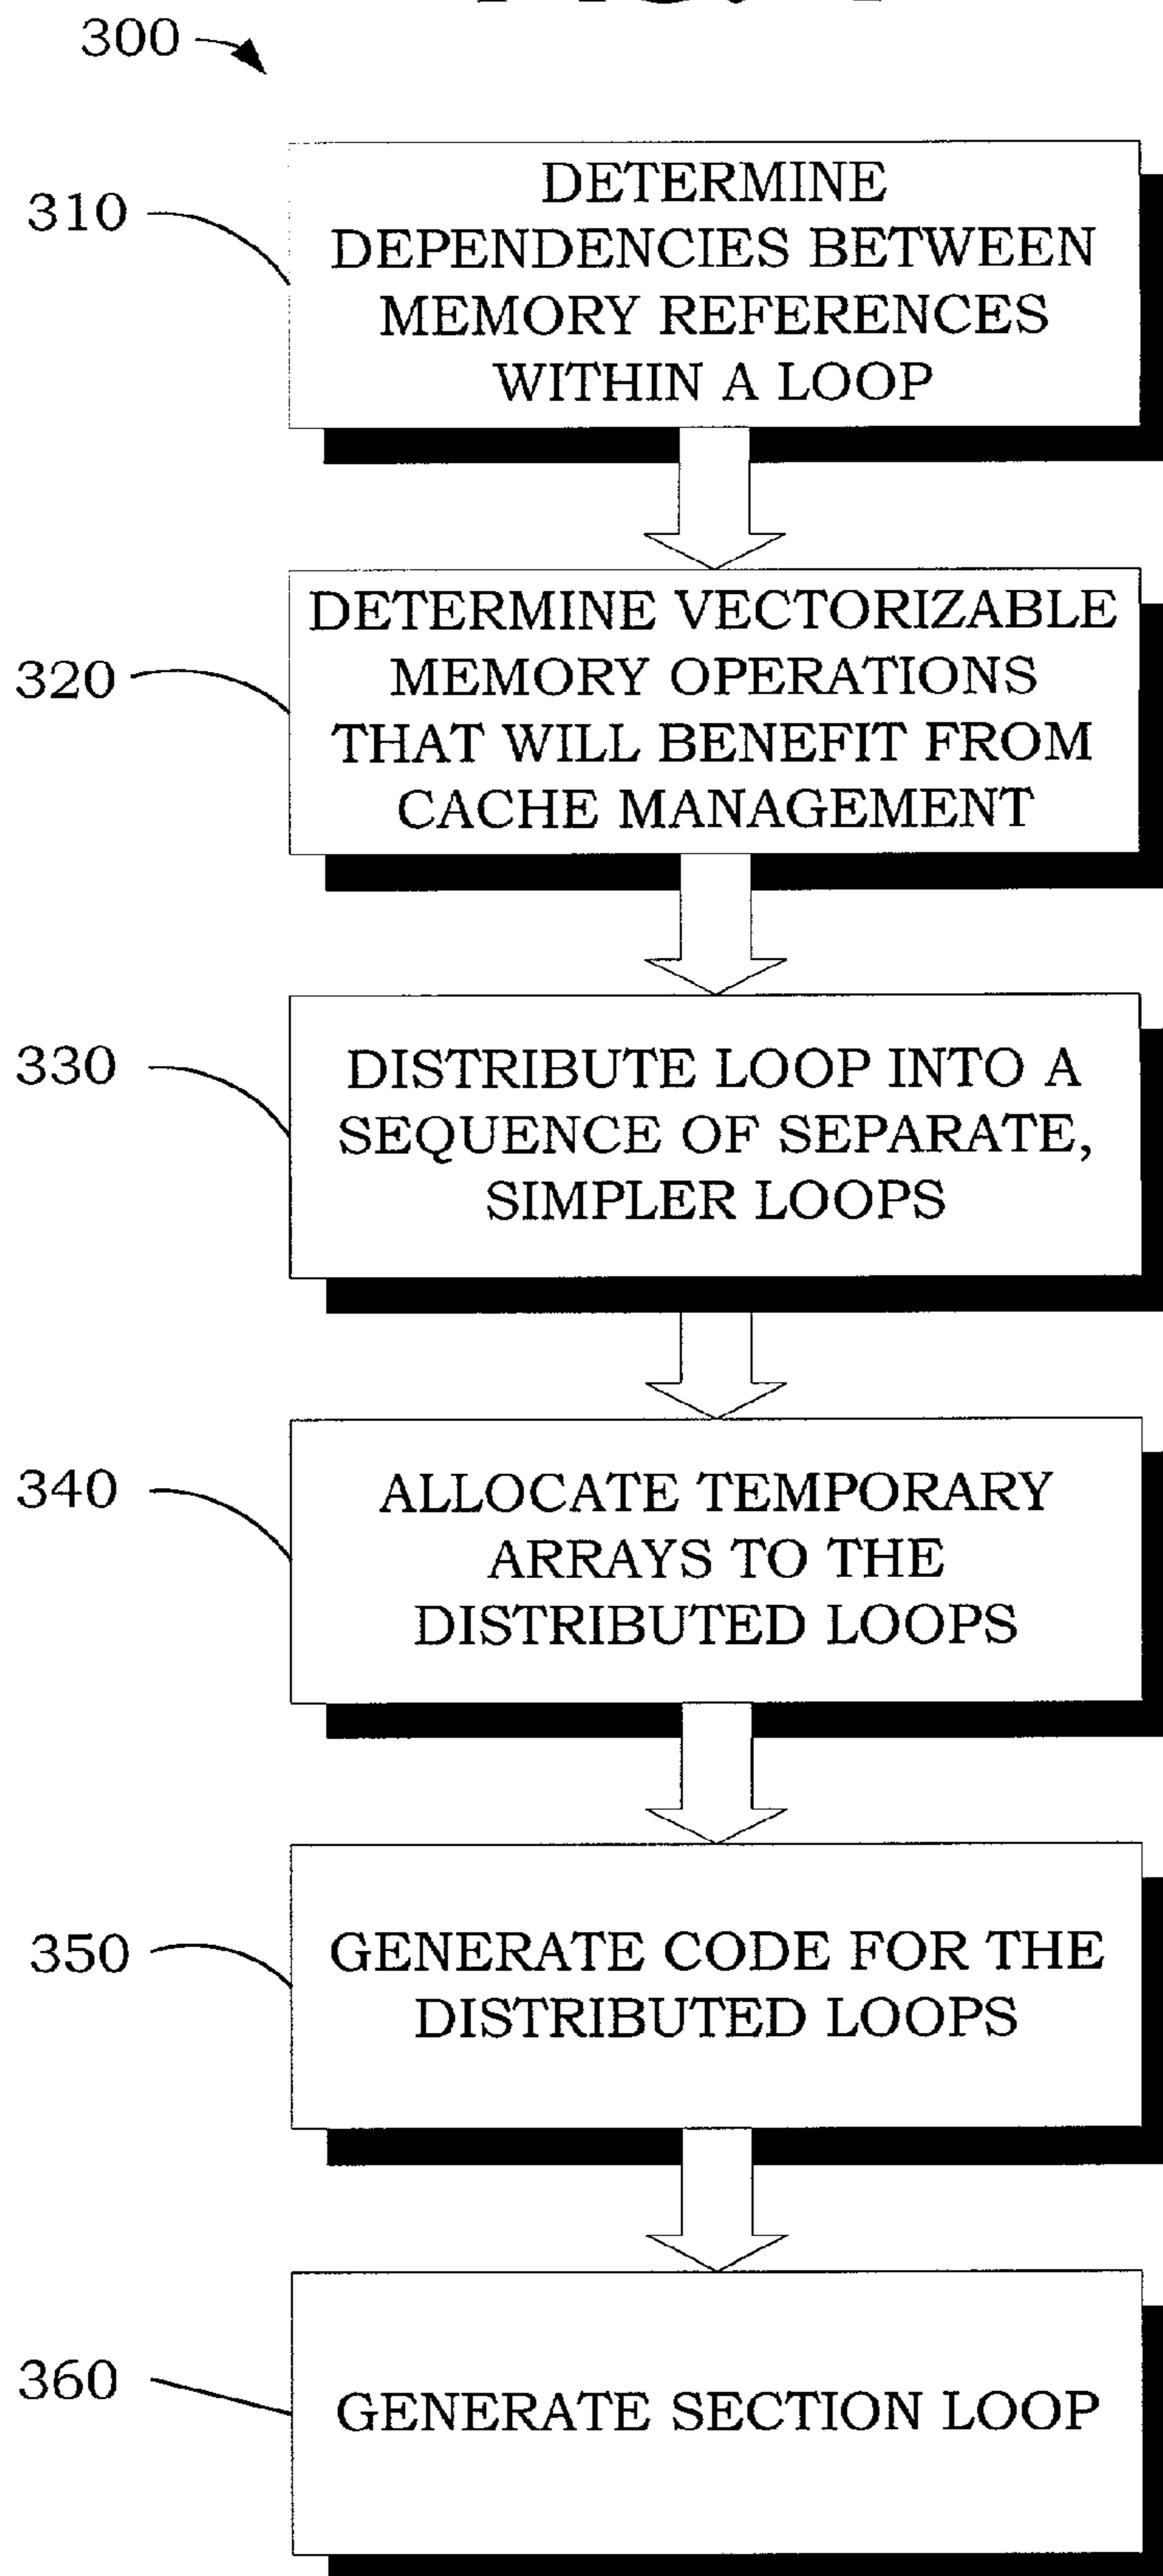 300
310
DETERMINE
DEPENDENCIES BETWEEN
MEMORY REFERENCES
WITHIN A LOOP
320
DETERMINE VECTORIZABLE
MEMORY OPERATIONS
THAT WILL BENEFIT FROM
CACHE MANAGEMENT
330
DISTRIBUTE LOOP INTO A
SEQUENCE OF SEPARATE,
SIMPLER LOOPS
340
ALLOCATE TEMPORARY
ARRAYS TO THE
DISTRIBUTED LOOPS
350
GENERATE CODE FOR THE
DISTRIBUTED LOOPS
360
GENERATE SECTION LOOP